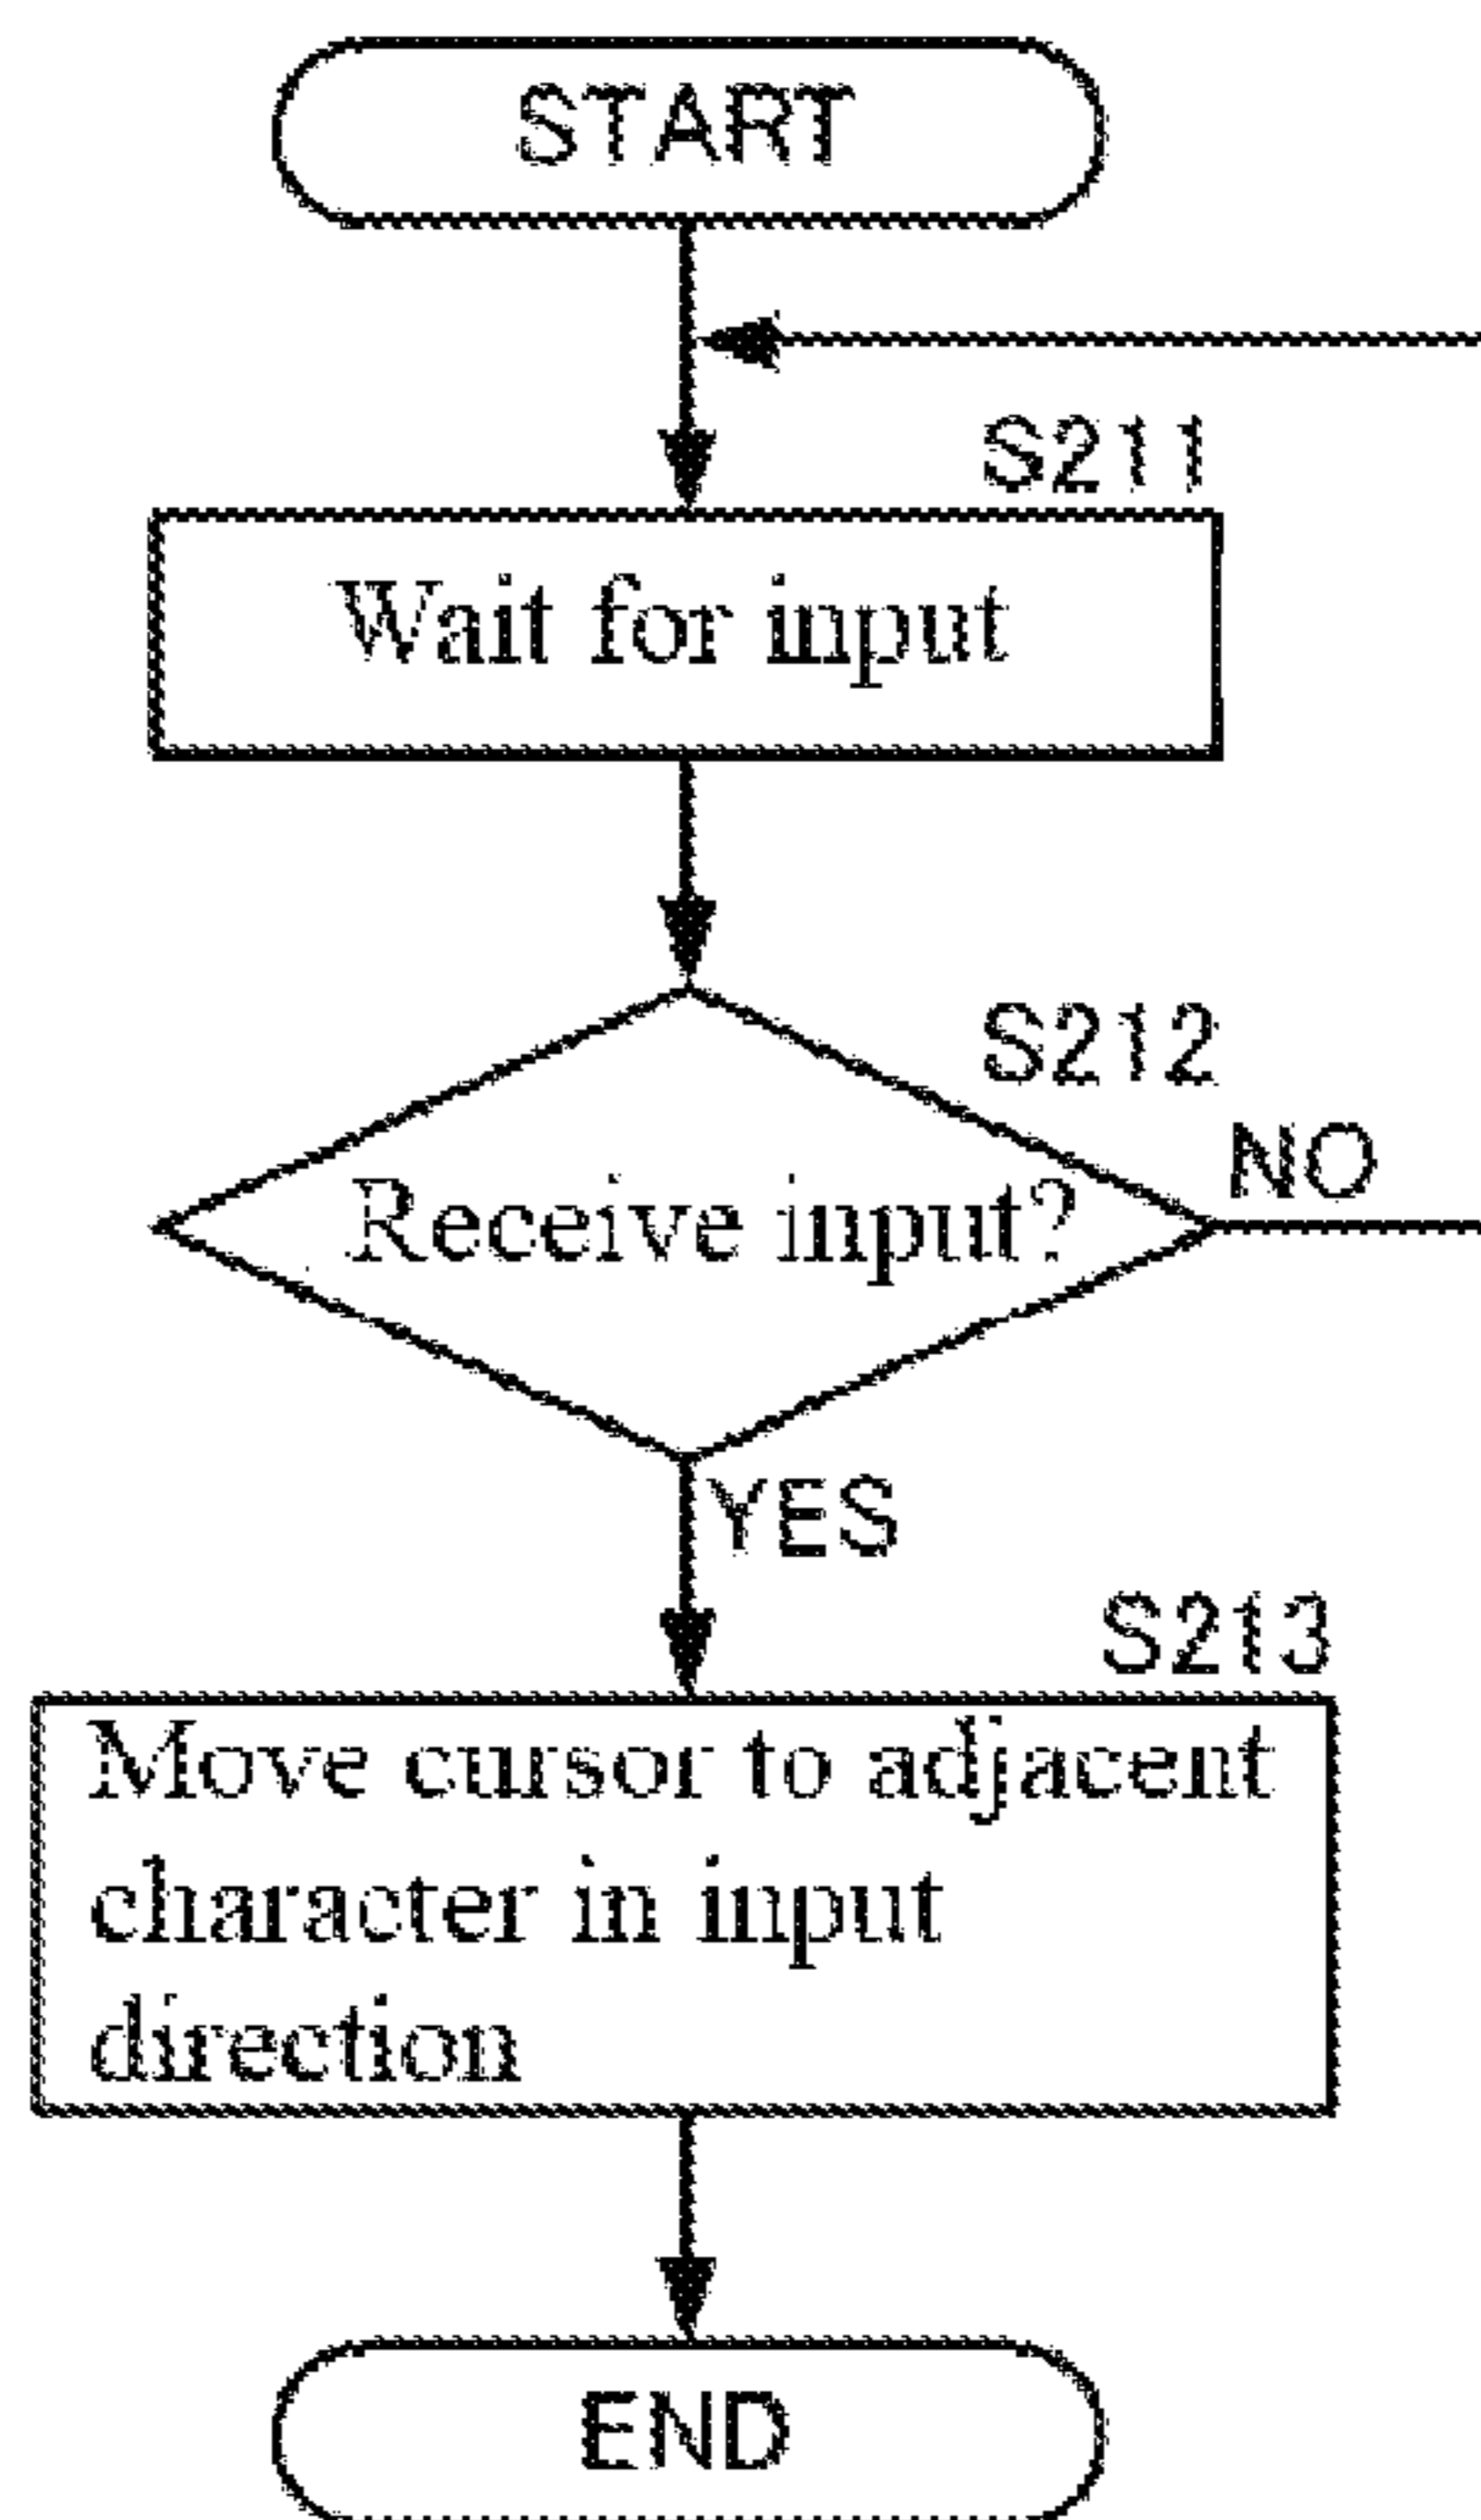 START
S211
Wait for input
S212
NO
Receive input?
YES
S213
Move cursor to adjacent
character in input
direction
END